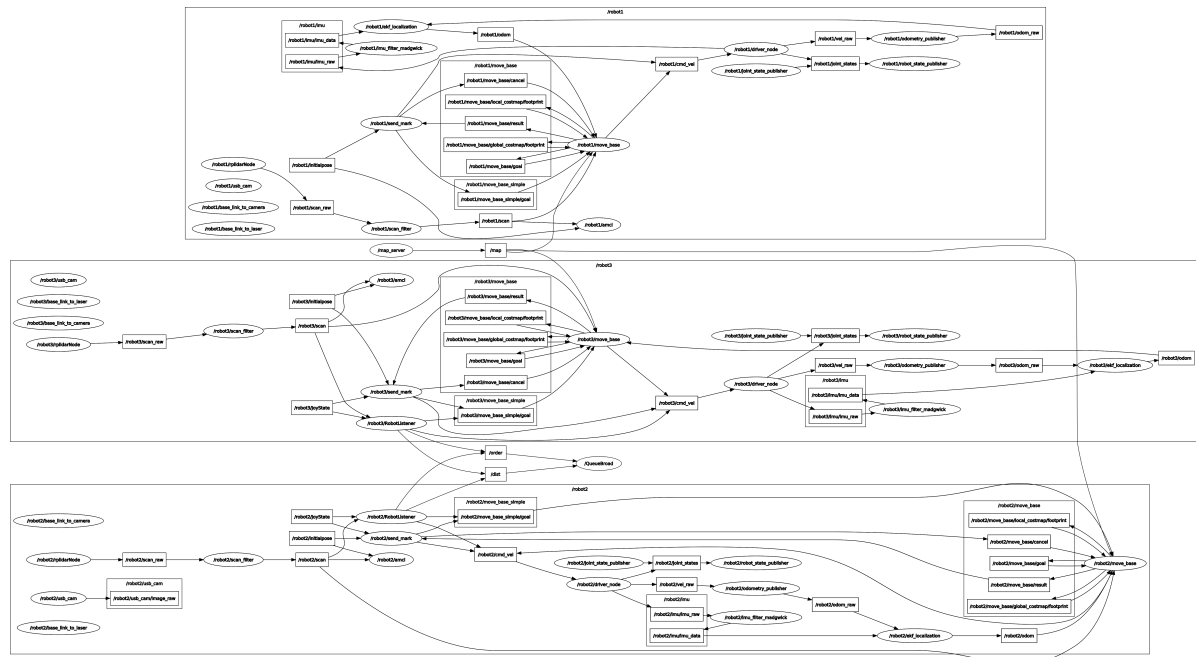 /robot1
/robot1/imu
/robot1/ekf_localization
/robot1/odom
/robot1/imu/imu_data
/robot1/imu_filter_madgwick
/robot1/imu/imu_raw
/robot1/driver_node
/robot1/vel_raw
/robot1/odometry_publisher
/robot1/odom_raw
/robot1/cmd_vel
/robot1/joint_state_publisher
/robot1/joint_states
/robot1/robot_state_publisher
/robot1/move_base
/robot1/move_base/cancel
/robot1/move_base/local_costmap/footprint
/robot1/send_mark
/robot1/move_base/result
/robot1/move_base/global_costmap/footprint
/robot1/move_base
/robot1/rplidarNode
/robot1/initialpose
/robot1/move_base/goal
/robot1/usb_cam
/robot1/move_base_simple
/robot1/move_base_simple/goal
/robot1/base_link_to_camera
/robot1/scan_raw
/robot1/base_link_to_laser
/robot1/scan_filter
/robot1/scan
/robot1/amcl
/map_server
/map
/robot3
/robot3/usb_cam
/robot3/amcl
/robot3/move_base
/robot3/base_link_to_laser
/robot3/initialpose
/robot3/move_base/result
/robot3/base_link_to_camera
/robot3/scan_filter
/robot3/scan
/robot3/move_base/local_costmap/footprint
/robot3/rplidarNode
/robot3/scan_raw
/robot3/move_base/global_costmap/footprint
/robot3/move_base
/robot3/joint_state_publisher
/robot3/joint_states
/robot3/robot_state_publisher
/robot3/move_base/goal
/robot3/odom
/robot3/vel_raw
/robot3/odometry_publisher
/robot3/odom_raw
/robot3/ekf_localization
/robot3/move_base/cancel
/robot3/driver_node
/robot3/imu
/robot3/send_mark
/robot3/imu/imu_data
/robot3/move_base_simple
/robot3/cmd_vel
/robot3/joyState
/robot3/move_base_simple/goal
/robot3/imu/imu_raw
/robot3/imu_filter_madgwick
/robot3/RobotListener
/order
/QueueBroad
/dist
/robot2
/robot2/move_base_simple
/robot2/base_link_to_camera
/robot2/joyState
/robot2/RobotListener
/robot2/move_base_simple/goal
/robot2/move_base
/robot2/move_base/local_costmap/footprint
/robot2/initialpose
/robot2/send_mark
/robot2/move_base/cancel
/robot2/rplidarNode
/robot2/scan_raw
/robot2/scan_filter
/robot2/scan
/robot2/amcl
/robot2/cmd_vel
/robot2/joint_state_publisher
/robot2/joint_states
/robot2/robot_state_publisher
/robot2/move_base/goal
/robot2/move_base
/robot2/usb_cam
/robot2/driver_node
/robot2/vel_raw
/robot2/odometry_publisher
/robot2/move_base/result
/robot2/usb_cam
/robot2/usb_cam/image_raw
/robot2/imu
/robot2/odom_raw
/robot2/move_base/global_costmap/footprint
/robot2/imu/imu_raw
/robot2/imu_filter_madgwick
/robot2/base_link_to_laser
/robot2/imu/imu_data
/robot2/ekf_localization
/robot2/odom